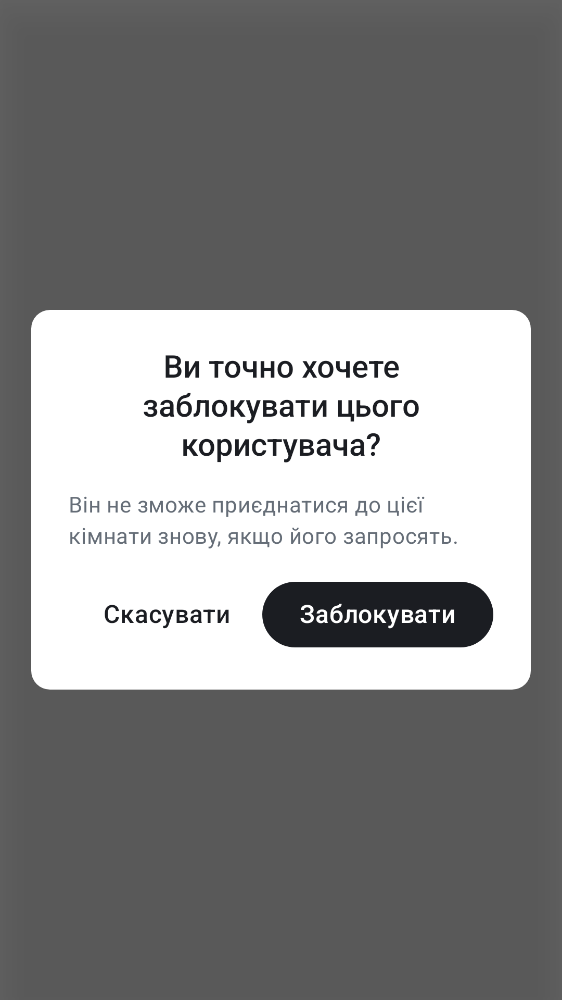 Ви точно хочете
заблокувати цього
користувача?
Він не зможе приєднатися до цієї
кімнати знову, якщо його запросять.
Скасувати
Заблокувати